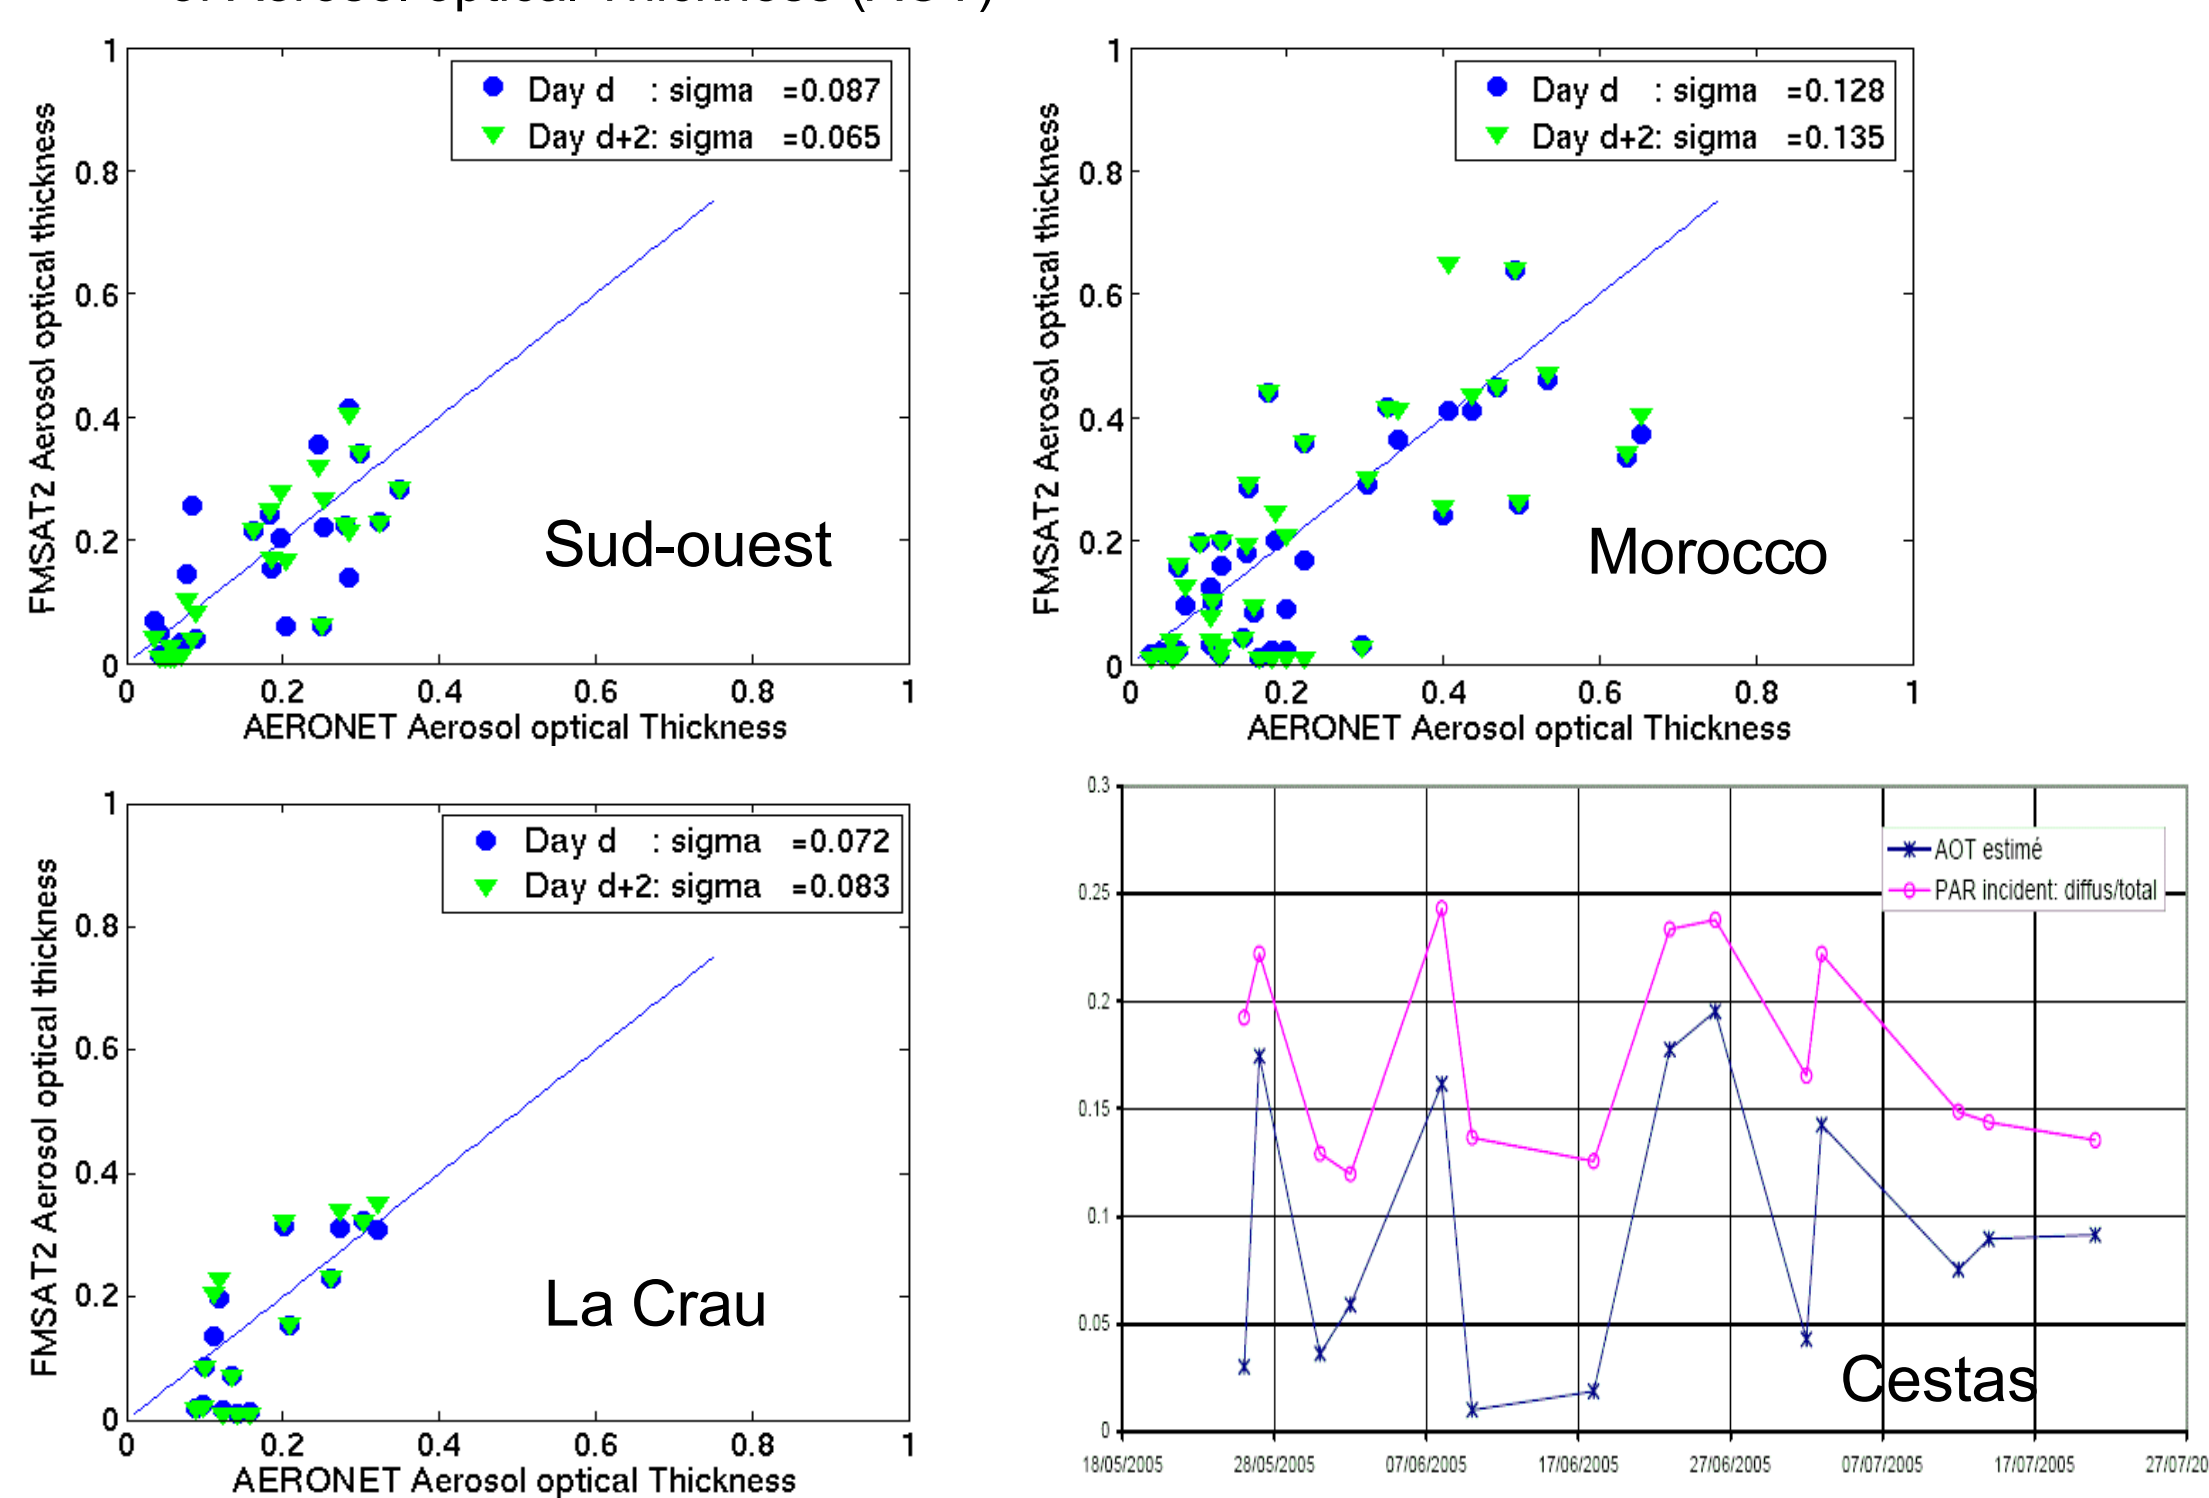 Aerosol optical Thickness (AOT)
1
0.8
0.6
0.4
0.2
0
0 0.2 0.4 0.6 0.8 1
FMSAT2 Aerosol optical thickness
AERONET Aerosol optical Thickness
Day d : sigma =0.087
Day d+2: sigma =0.065
Sud-ouest
1
0.8
0.6
0.4
0.2
0
0 0.2 0.4 0.6 0.8 1
FMSAT2 Aerosol optical thickness
AERONET Aerosol optical Thickness
Day d : sigma =0.128
Day d+2: sigma =0.135
Morocco
1
0.8
0.6
0.4
0.2
0
0 0.2 0.4 0.6 0.8 1
FMSAT2 Aerosol optical thickness
AERONET Aerosol optical Thickness
Day d : sigma =0.072
Day d+2: sigma =0.083
La Crau
0.3
0.25
0.2
0.15
0.1
0.05
0
18/05/2005 28/05/2005 07/06/2005 17/06/2005 27/06/2005 07/07/2005 17/07/2005 27/07/20
AOT estimé
PAR incident: diffus/total
Cestas